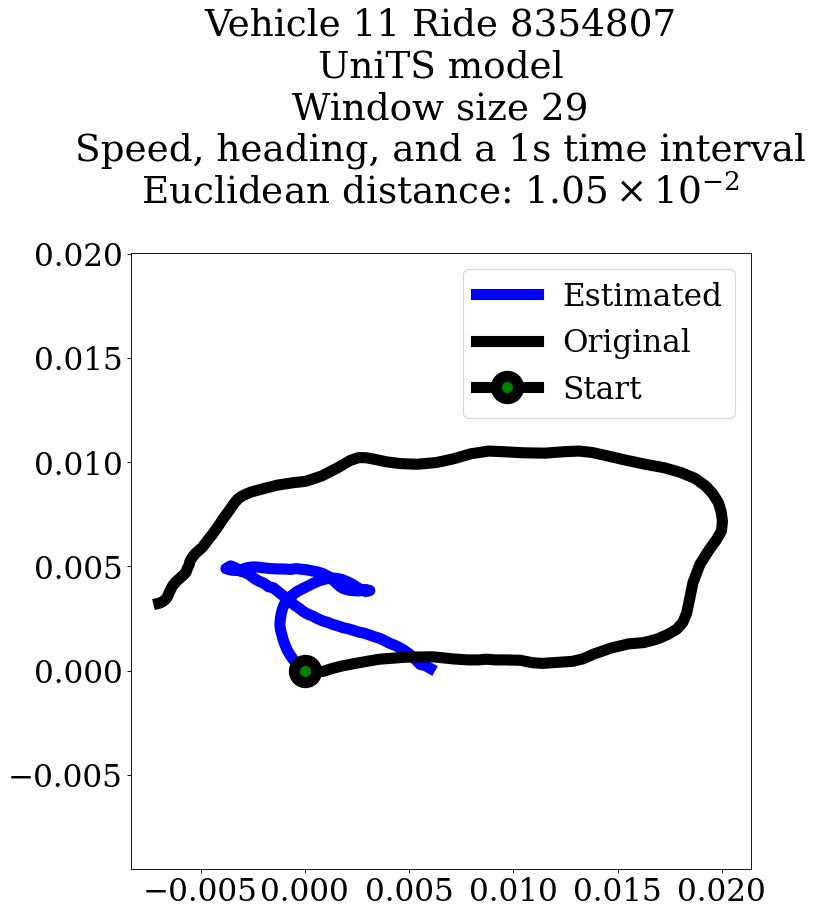 Vehicle 11 Ride 8354807
UniTS model
Window size 29
Speed, heading, and a 1s time interval
Euclidean distance: 1.05 × 10⁻²
0.020
Estimated
Original
Start
0.015
0.010
0.005
0.000
−0.005
−0.005 0.000 0.005 0.010 0.015 0.020